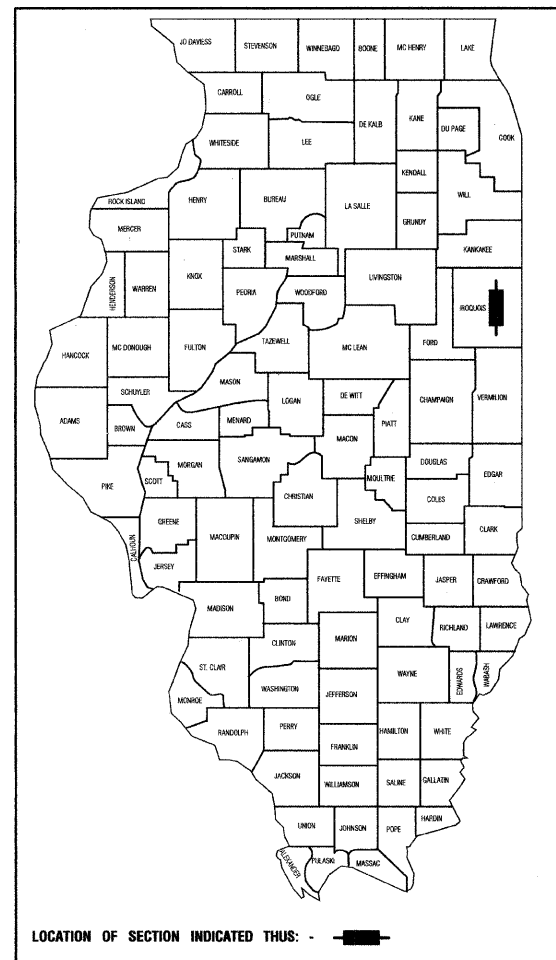 JO DAVIESS
STEVENSON
WINNEBAGO
BOONE
MC HENRY
LAKE
CARROLL
OGLE
DE KALB
KANE
DU PAGE
COOK
WHITESIDE
LEE
KENDALL
WILL
ROCK ISLAND
HENRY
BUREAU
LA SALLE
GRUNDY
MERCER
PUTNAM
STARK
MARSHALL
KANKAKEE
HENDERSON
WARREN
KNOX
PEORIA
WOODFORD
LIVINGSTON
IROQUOIS
FORD
HANCOCK
MC DONOUGH
FULTON
TAZEWELL
MC LEAN
MASON
SCHUYLER
LOGAN
DE WITT
CHAMPAIGN
VERMILION
ADAMS
BROWN
CASS
MENARD
MACON
PIATT
PIKE
SCOTT
MORGAN
SANGAMON
CHRISTIAN
MOULTRIE
DOUGLAS
EDGAR
COLES
GREENE
MACOUPIN
MONTGOMERY
SHELBY
CUMBERLAND
CLARK
CALHOUN
JERSEY
FAYETTE
EFFINGHAM
JASPER
CRAWFORD
MADISON
BOND
CLAY
RICHLAND
LAWRENCE
CLINTON
MARION
ST. CLAIR
WAYNE
EDWARDS
WABASH
WASHINGTON
JEFFERSON
MONROE
RANDOLPH
PERRY
HAMILTON
WHITE
FRANKLIN
JACKSON
WILLIAMSON
SALINE
GALLATIN
UNION
JOHNSON
POPE
HARDIN
ALEXANDER
PULASKI
MASSAC
LOCATION OF SECTION INDICATED THUS: -